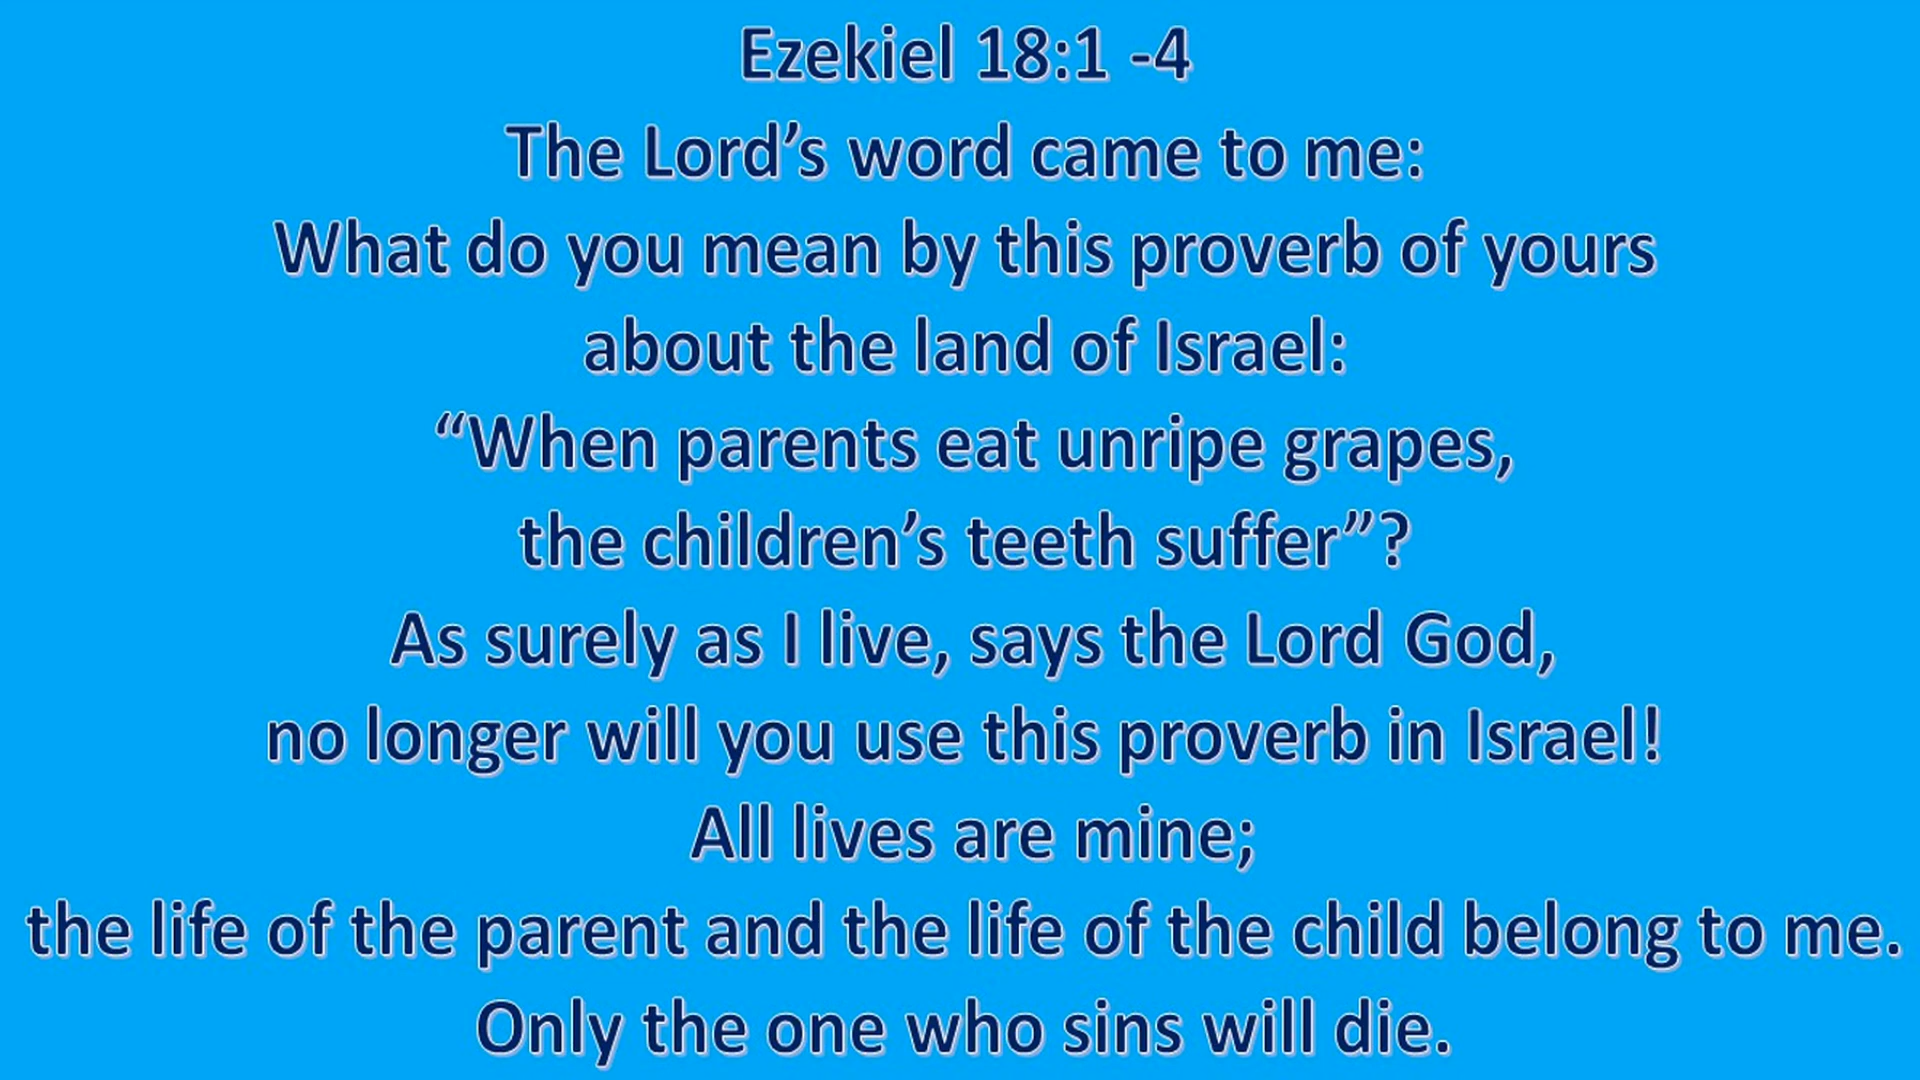 Ezekiel 18:1 -4
The Lord’s word came to me:
What do you mean by this proverb of yours
about the land of Israel:
“When parents eat unripe grapes,
the children’s teeth suffer”?
As surely as I live, says the Lord God,
no longer will you use this proverb in Israel!
All lives are mine;
the life of the parent and the life of the child belong to me.
Only the one who sins will die.